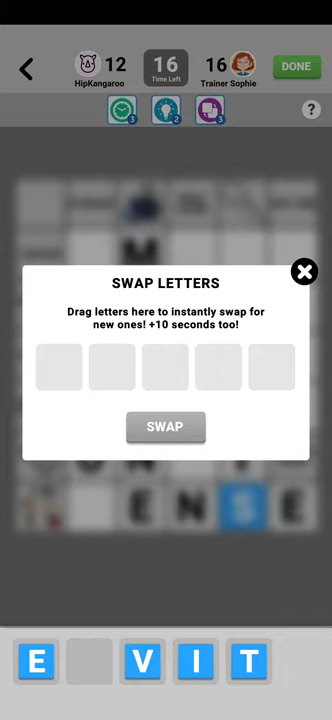 12 16 16 DONE
HipKangaroo Time Left Trainer Sophie
3 2 3 ?
M
SWAP LETTERS
Drag letters here to instantly swap for
new ones! +10 seconds too!
SWAP
E N S E
E V I T